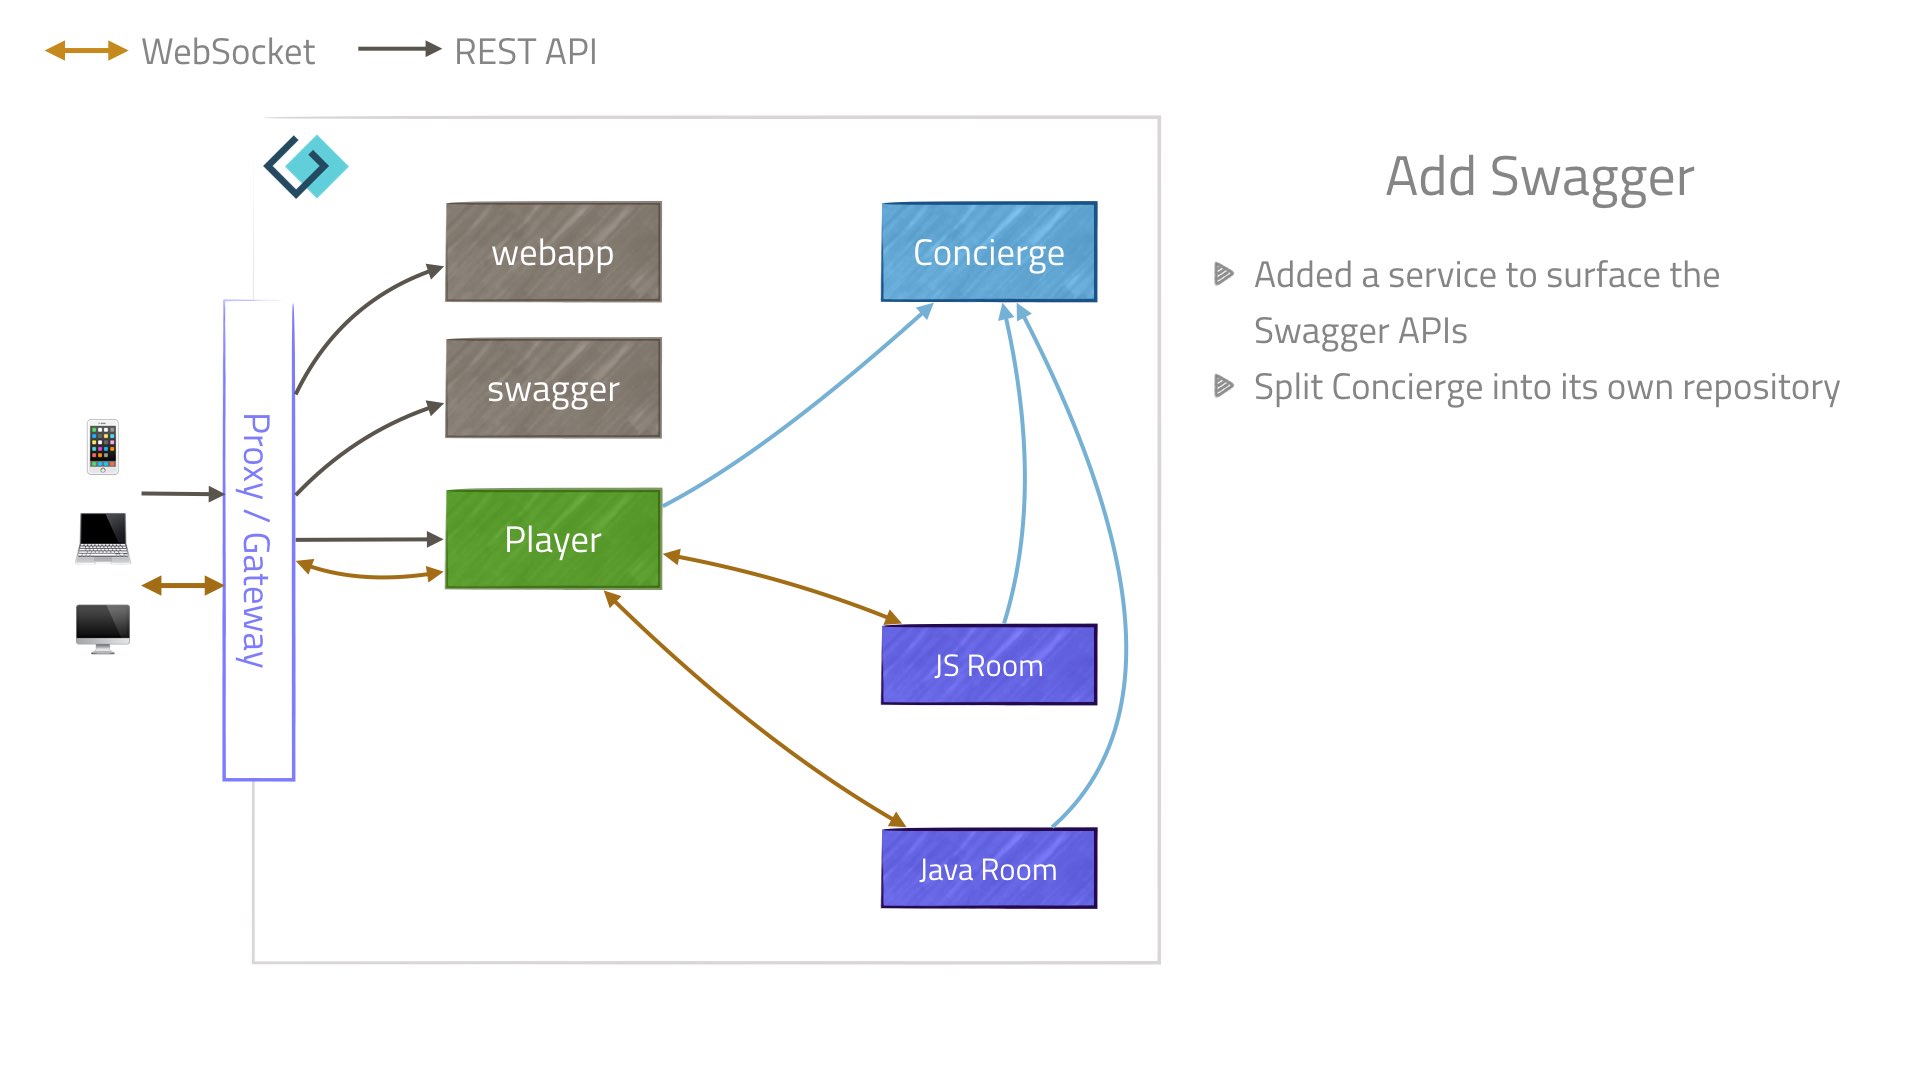 WebSocket
REST API
webapp
swagger
Player
Concierge
JS Room
Java Room
Proxy / Gateway
Add Swagger
Added a service to surface the
Swagger APIs
Split Concierge into its own repository